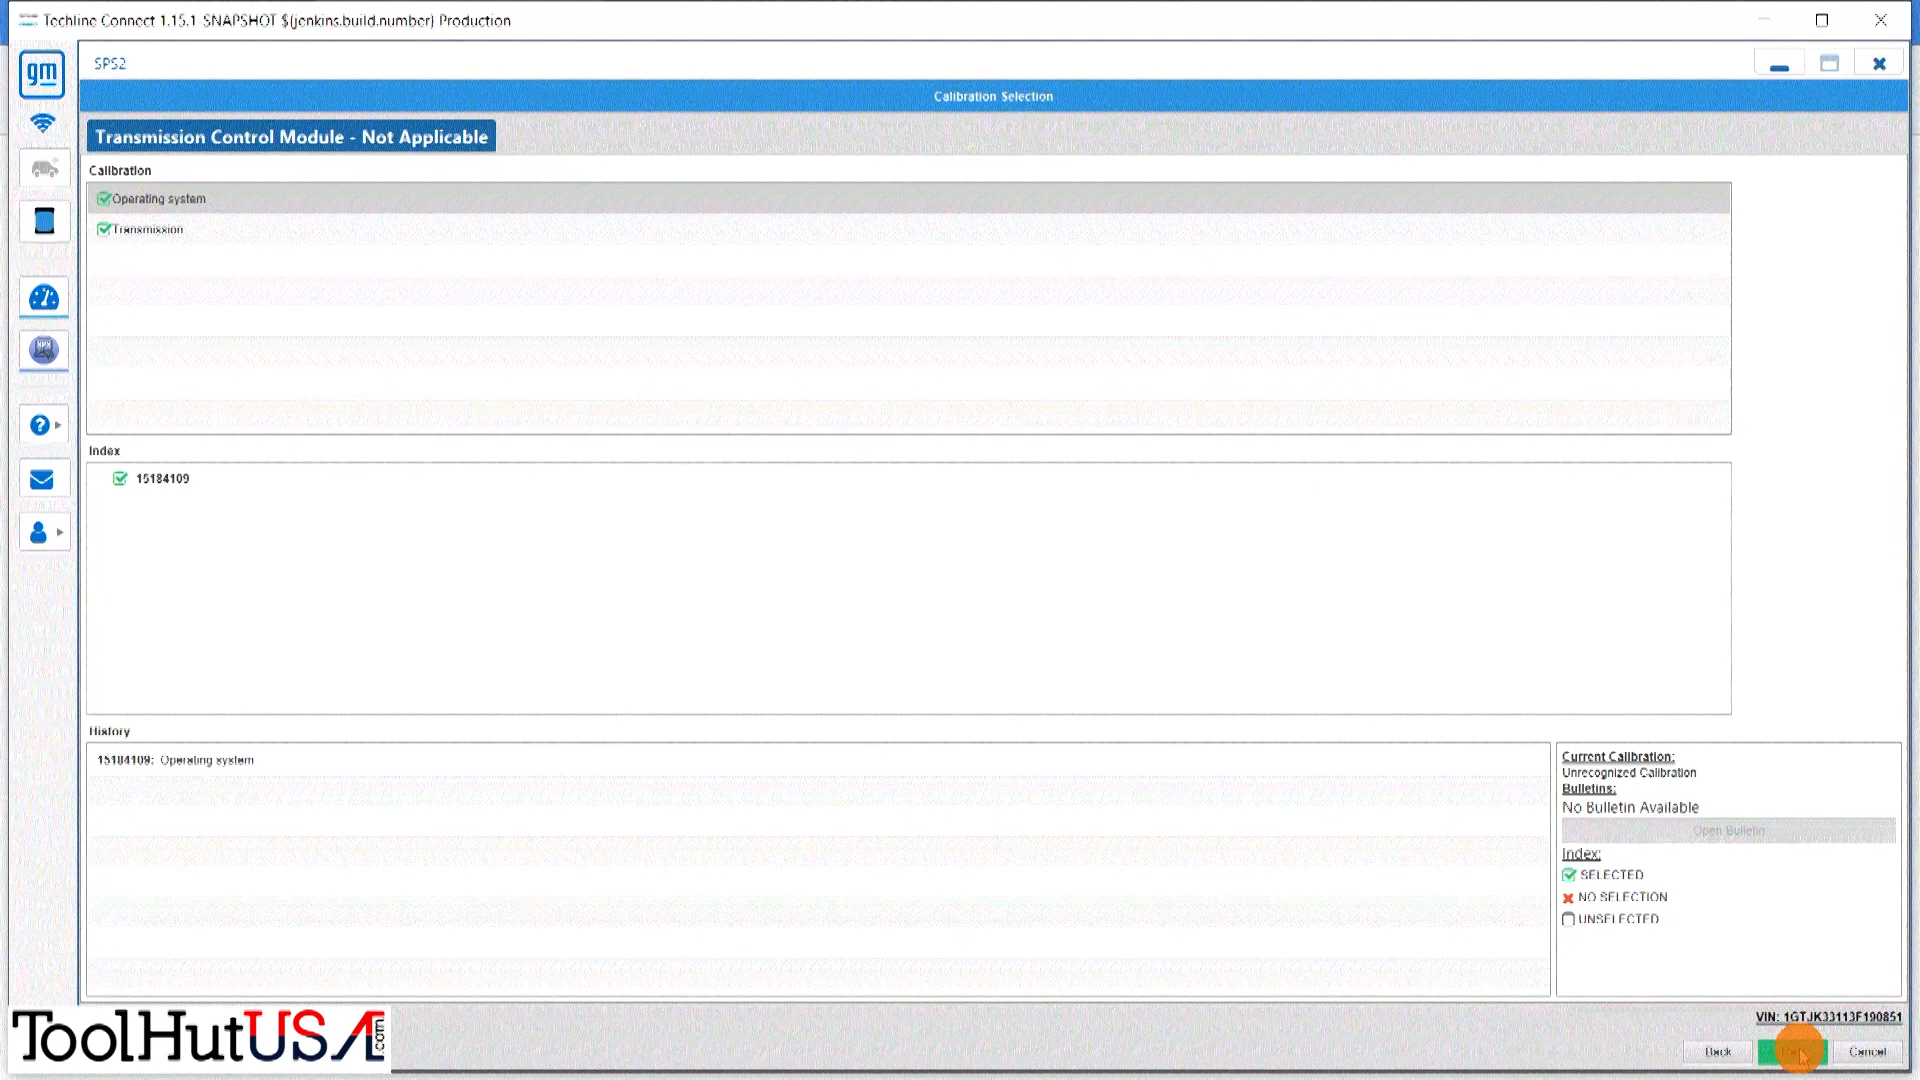 Techline Connect 1.15.1 SNAPSHOT $(jenkins.build.number) Production
gm
SPS2
Calibration Selection
Transmission Control Module - Not Applicable
Calibration
Operating system
Transmission
Index
15184109
History
15184109: Operating system
Current Calibration:
Unrecognized Calibration
Bulletins:
No Bulletin Available
Open Bulletin
Index:
SELECTED
NO SELECTION
UNSELECTED
VIN: 1GTJK33113F190851
Back
Cancel
ToolHutUSA.com